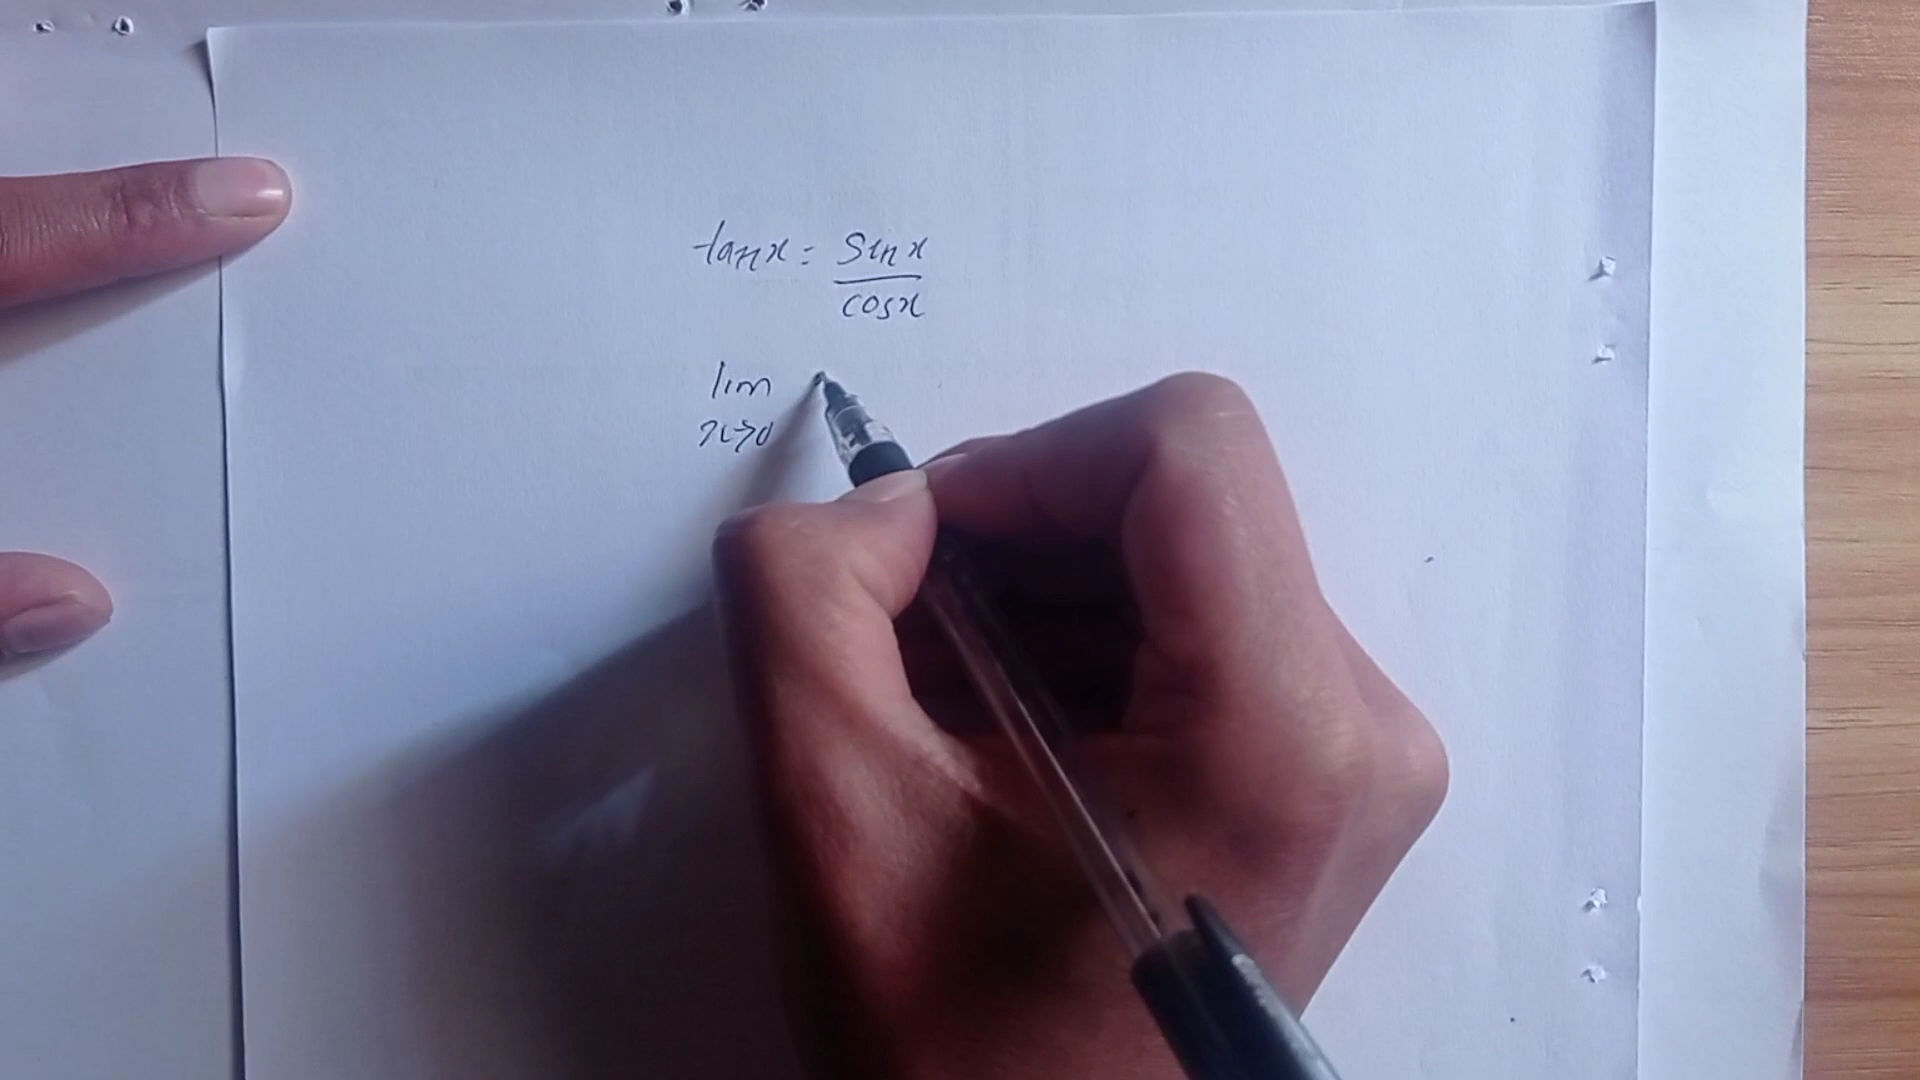 tanx = sinx
cosx
lim
x→0